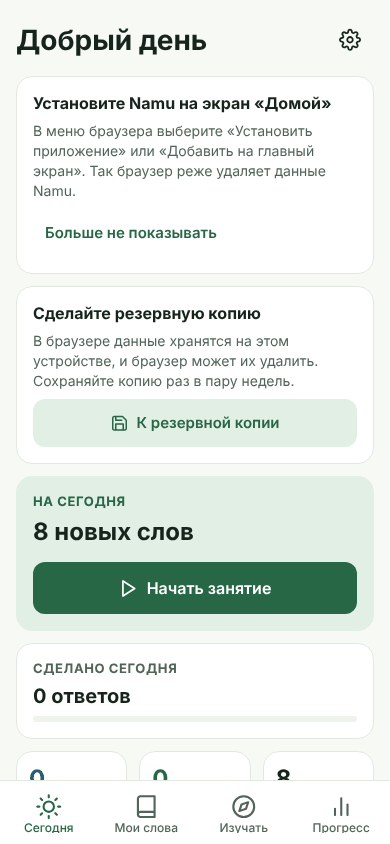 Добрый день
Установите Namu на экран «Домой»
В меню браузера выберите «Установить
приложение» или «Добавить на главный
экран». Так браузер реже удаляет данные
Namu.
Больше не показывать
Сделайте резервную копию
В браузере данные хранятся на этом
устройстве, и браузер может их удалить.
Сохраняйте копию раз в пару недель.
К резервной копии
НА СЕГОДНЯ
8 новых слов
Начать занятие
СДЕЛАНО СЕГОДНЯ
0 ответов
0 0 8
Сегодня Мои слова Изучать Прогресс